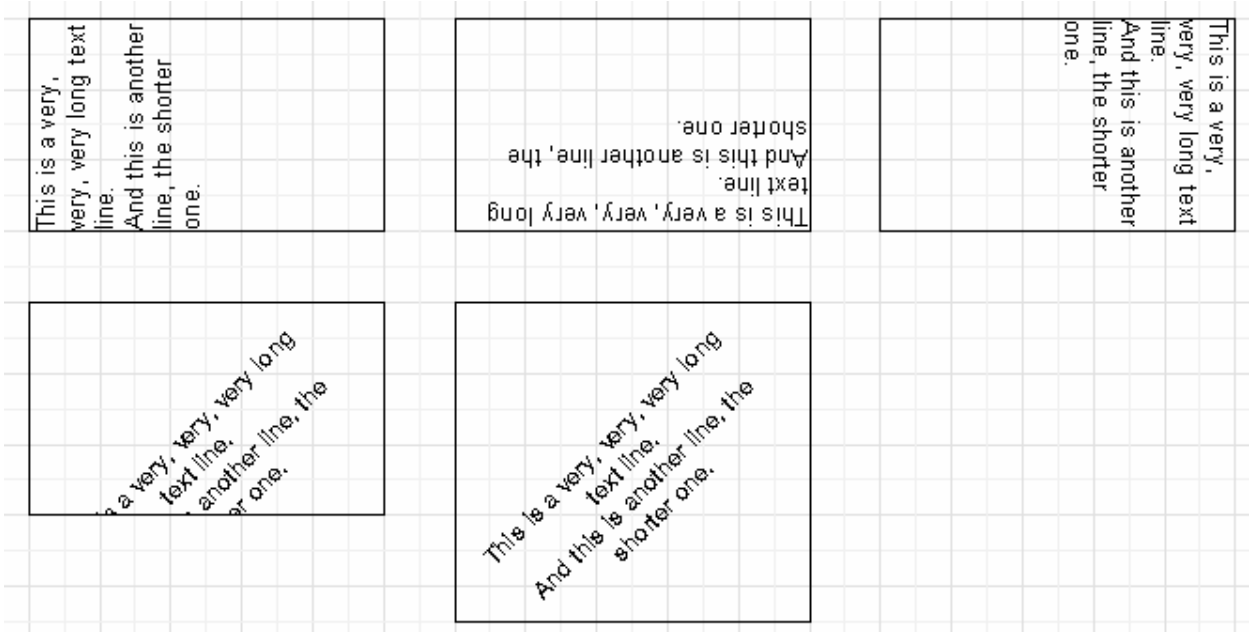 This is a very,
very, very long text
line.
And this is another
line, the shorter
one.
This is a very, very, very long
text line.
And this is another line, the
shorter one.
This is a very,
very, very long text
line.
And this is another
line, the shorter
one.
a very, very, very long
text line.
another line, the
one.
This is a very, very, very long
text line.
And this is another line, the
shorter one.